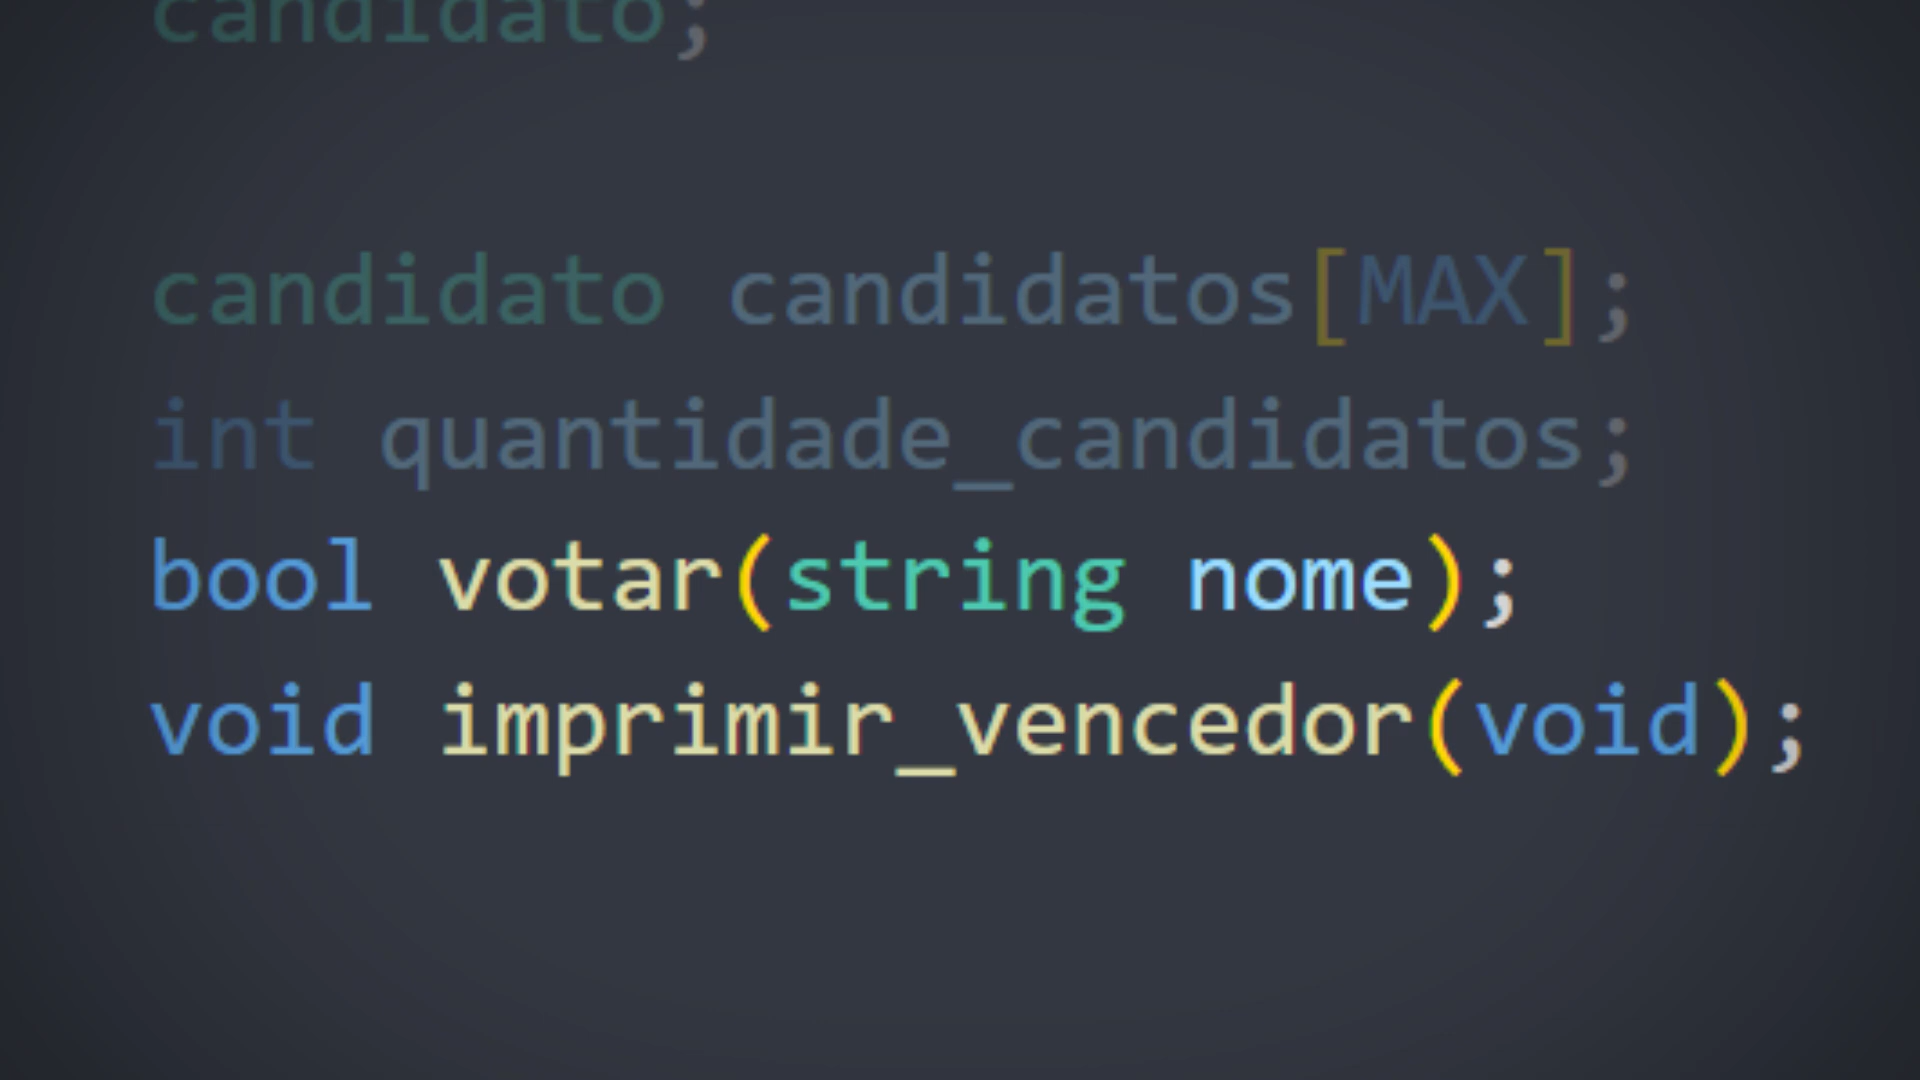 candidato;
candidato candidatos[MAX];
int quantidade_candidatos;
bool votar(string nome);
void imprimir_vencedor(void);